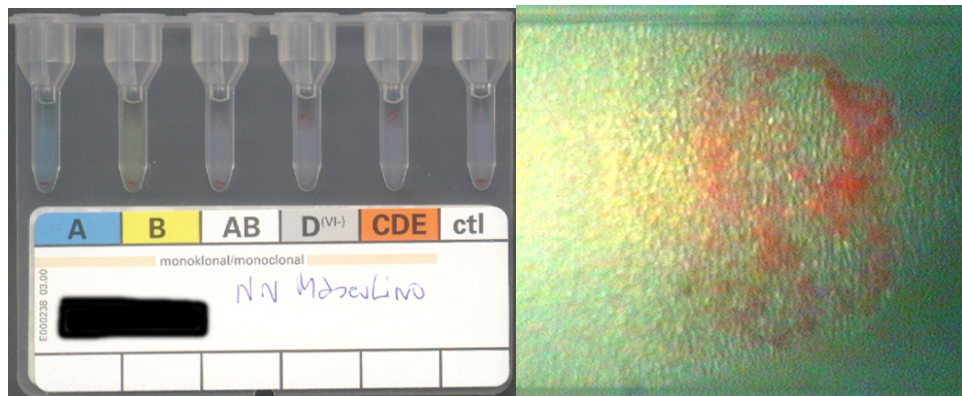 A B AB D(VI-) CDE ctl
monoklonal/monoclonal
NN Masculino
E000238 03.00